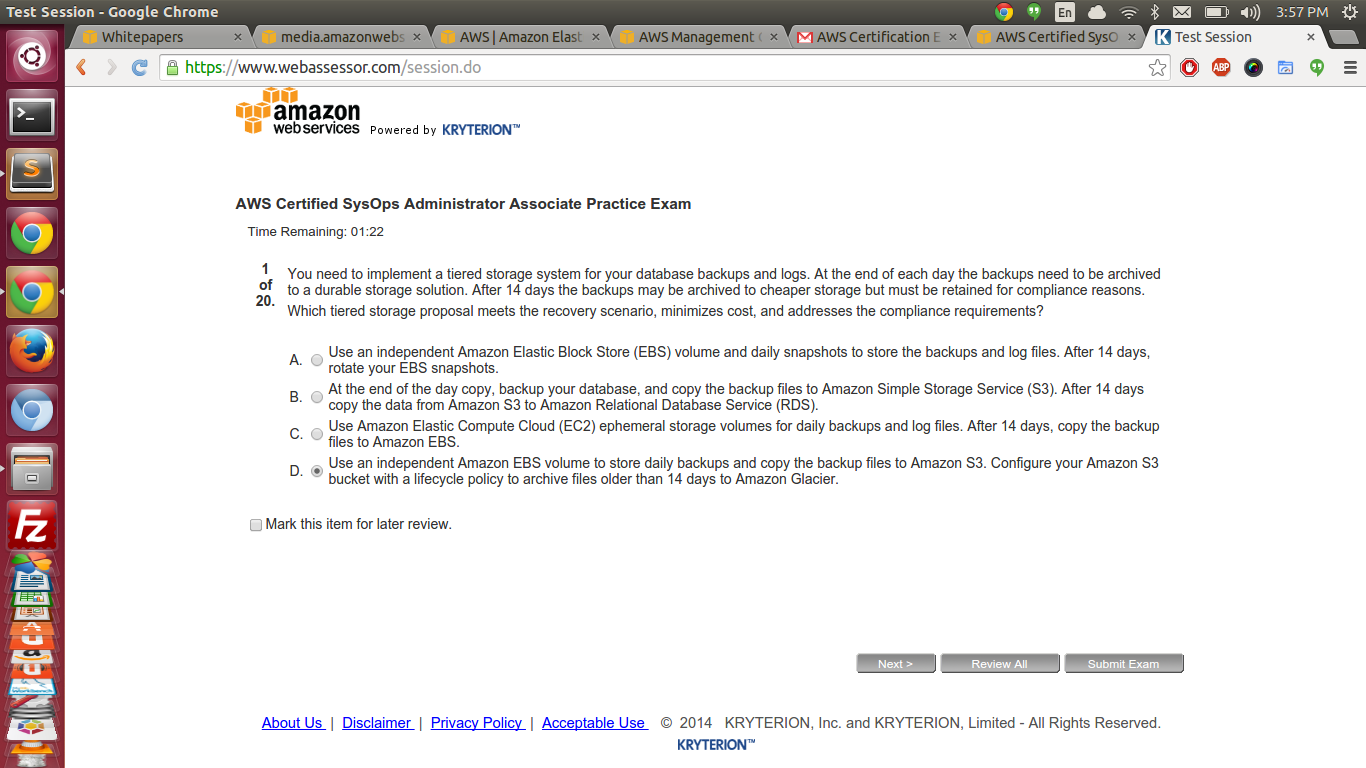 Test Session - Google Chrome
En
3:57 PM
Whitepapers
media.amazonwebs
AWS | Amazon Elast
AWS Management C
AWS Certification E
AWS Certified SysO
Test Session
https://www.webassessor.com/session.do
ABP
amazon
web services
Powered by KRYTERION™
AWS Certified SysOps Administrator Associate Practice Exam
Time Remaining: 01:22
1
of
20.
You need to implement a tiered storage system for your database backups and logs. At the end of each day the backups need to be archived
to a durable storage solution. After 14 days the backups may be archived to cheaper storage but must be retained for compliance reasons.
Which tiered storage proposal meets the recovery scenario, minimizes cost, and addresses the compliance requirements?
A. Use an independent Amazon Elastic Block Store (EBS) volume and daily snapshots to store the backups and log files. After 14 days,
rotate your EBS snapshots.
B. At the end of the day copy, backup your database, and copy the backup files to Amazon Simple Storage Service (S3). After 14 days
copy the data from Amazon S3 to Amazon Relational Database Service (RDS).
C. Use Amazon Elastic Compute Cloud (EC2) ephemeral storage volumes for daily backups and log files. After 14 days, copy the backup
files to Amazon EBS.
D. Use an independent Amazon EBS volume to store daily backups and copy the backup files to Amazon S3. Configure your Amazon S3
bucket with a lifecycle policy to archive files older than 14 days to Amazon Glacier.
Mark this item for later review.
Next >
Review All
Submit Exam
About Us | Disclaimer | Privacy Policy | Acceptable Use © 2014 KRYTERION, Inc. and KRYTERION, Limited - All Rights Reserved.
KRYTERION™